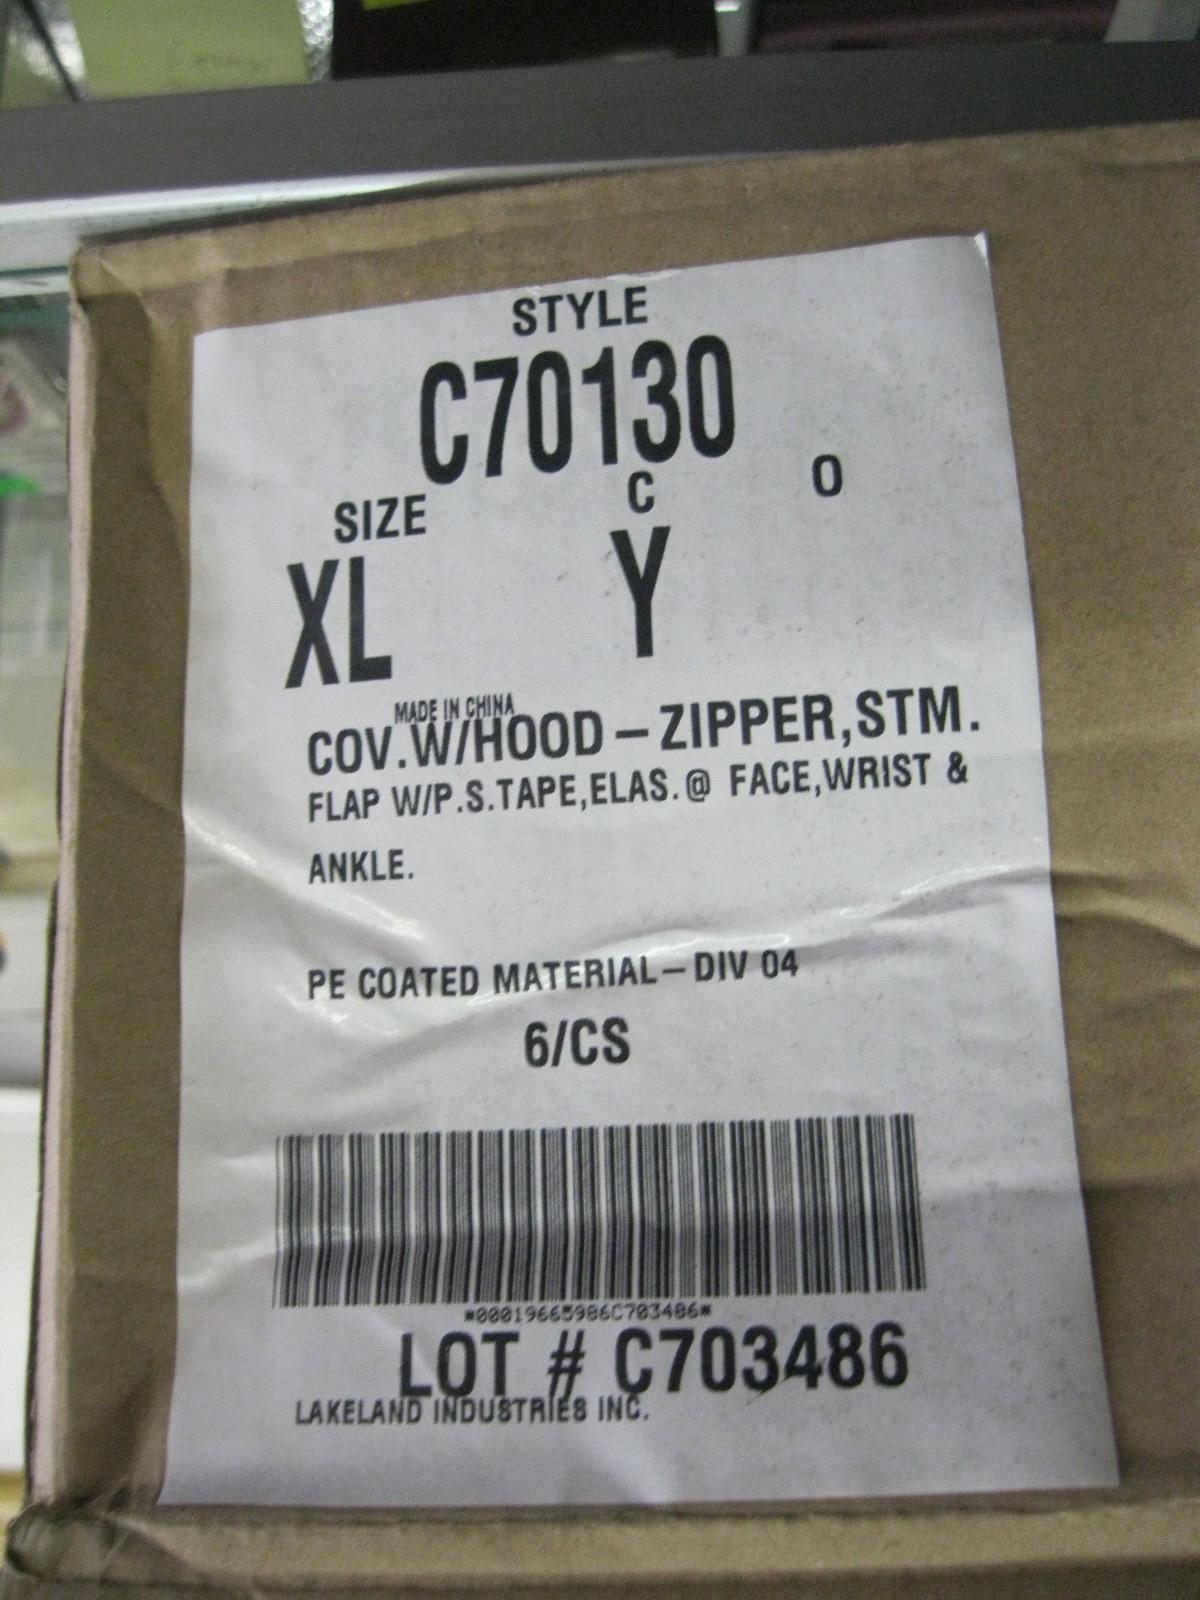 STYLE
C70130
SIZE C O
XL Y
MADE IN CHINA
COV.W/HOOD-ZIPPER,STM.
FLAP W/P.S.TAPE,ELAS.@ FACE,WRIST &
ANKLE.
PE COATED MATERIAL-DIV 04
6/CS
*00019665986C703486*
LOT # C703486
LAKELAND INDUSTRIES INC.